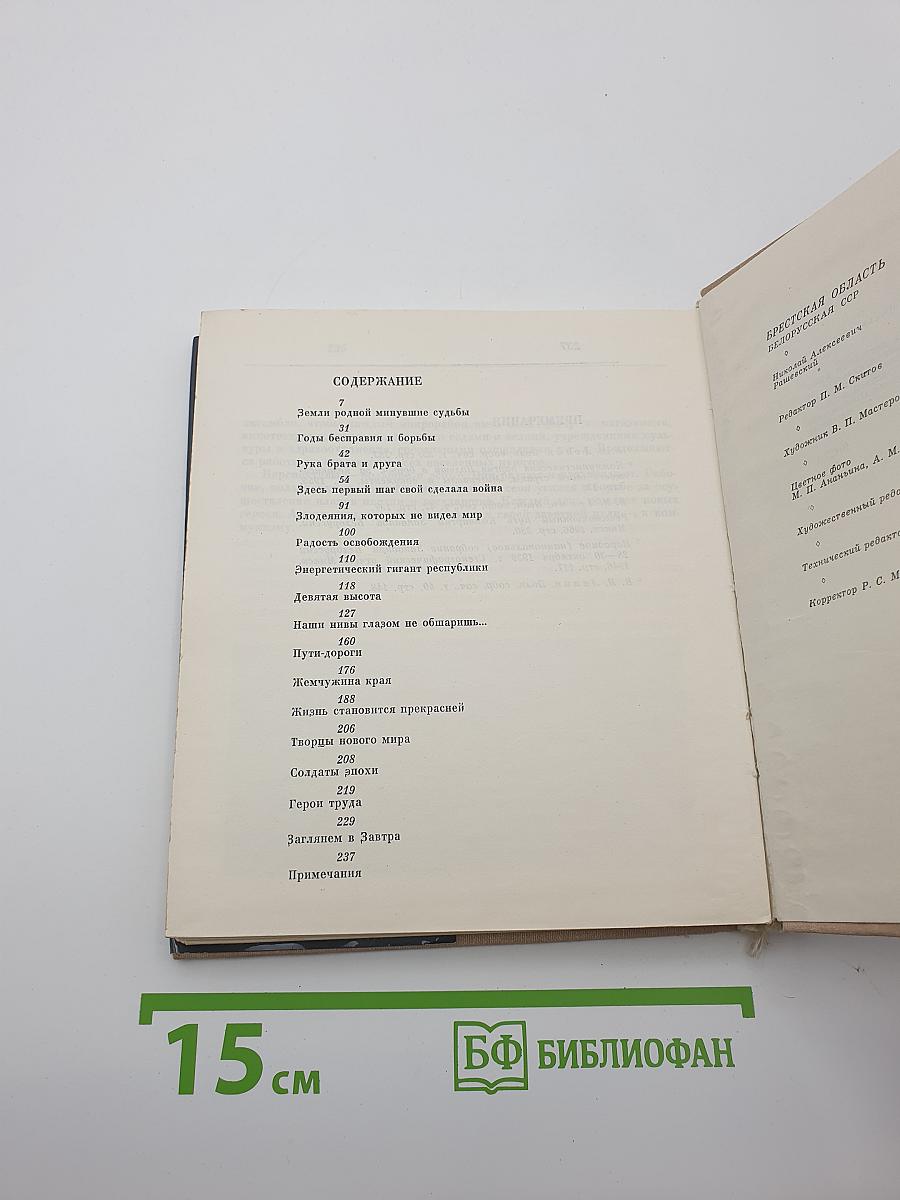 СОДЕРЖАНИЕ
7
Земли родной минувшие судьбы
31
Годы бесправия и борьбы
42
Рука брата и друга
54
Здесь первый шаг свой сделала война
91
Злодеяния, которых не видел мир
100
Радость освобождения
110
Энергетический гигант республики
118
Девятая высота
127
Наши нивы глазом не обшаришь...
160
Пути-дороги
176
Жемчужина края
188
Жизнь становится прекрасней
206
Творцы нового мира
208
Солдаты эпохи
219
Герои труда
229
Заглянем в Завтра
237
Примечания
БРЕСТСКАЯ ОБЛАСТЬ
БЕЛОРУССКАЯ ССР
Николай Алексеевич
Рашевский
Редактор П. М. Скитов
Художник В. П. Мастеро
Цветное фото
М. П. Ананьина, А. М.
Художественный реда
Технический редактор
Корректор Р. С. М
15 см
БФ БИБЛИОФАН